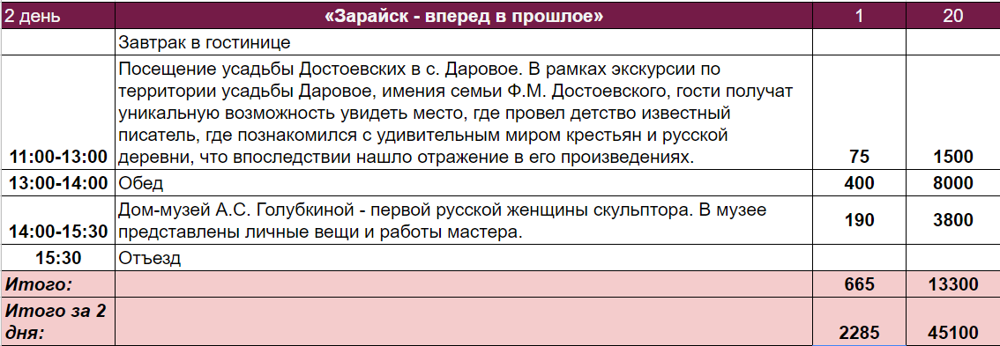 2 день «Зарайск - вперед в прошлое» 1 20
Завтрак в гостинице
Посещение усадьбы Достоевских в с. Даровое. В рамках экскурсии по
территории усадьбы Даровое, имения семьи Ф.М. Достоевского, гости получат
уникальную возможность увидеть место, где провел детство известный
писатель, где познакомился с удивительным миром крестьян и русской
11:00-13:00 деревни, что впоследствии нашло отражение в его произведениях. 75 1500
13:00-14:00 Обед 400 8000
Дом-музей А.С. Голубкиной - первой русской женщины скульптора. В музее
14:00-15:30 представлены личные вещи и работы мастера. 190 3800
15:30 Отъезд
Итого: 665 13300
Итого за 2
дня: 2285 45100